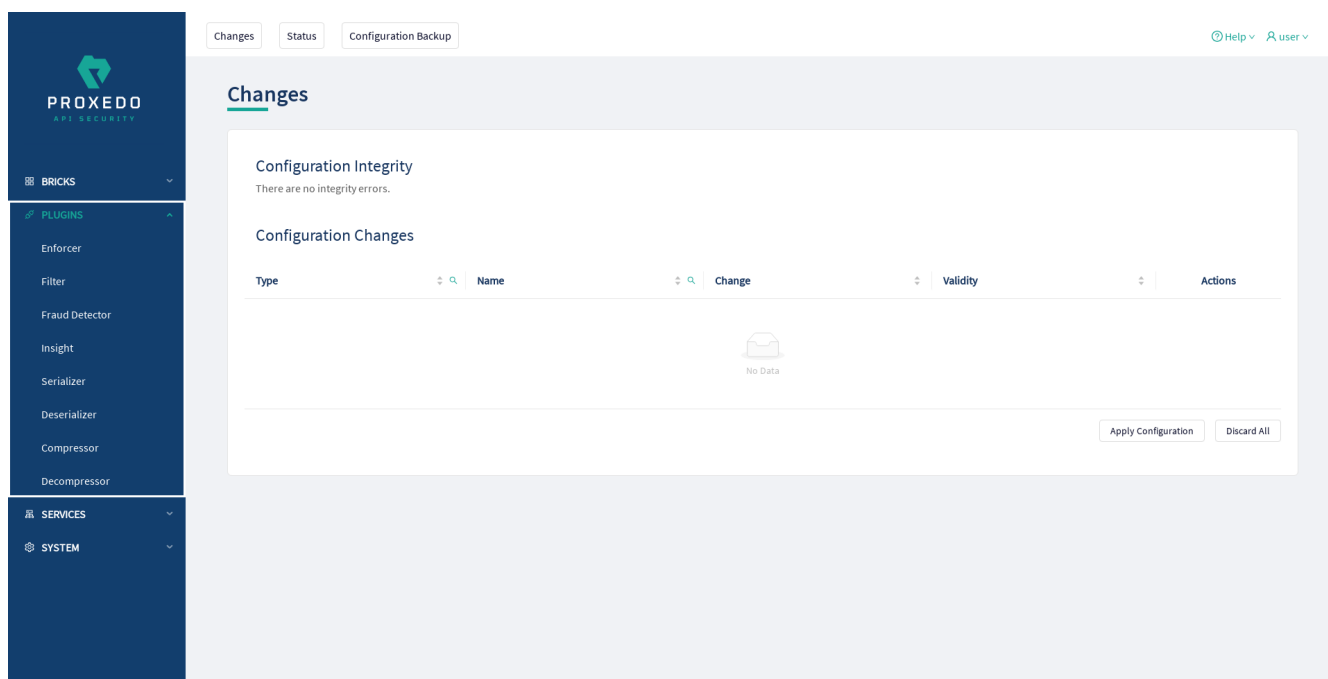 Changes Status Configuration Backup Help user
PROXEDO
API SECURITY
BRICKS
PLUGINS
Enforcer
Filter
Fraud Detector
Insight
Serializer
Deserializer
Compressor
Decompressor
SERVICES
SYSTEM
Changes
Configuration Integrity
There are no integrity errors.
Configuration Changes
Type Name Change Validity Actions
No Data
Apply Configuration Discard All